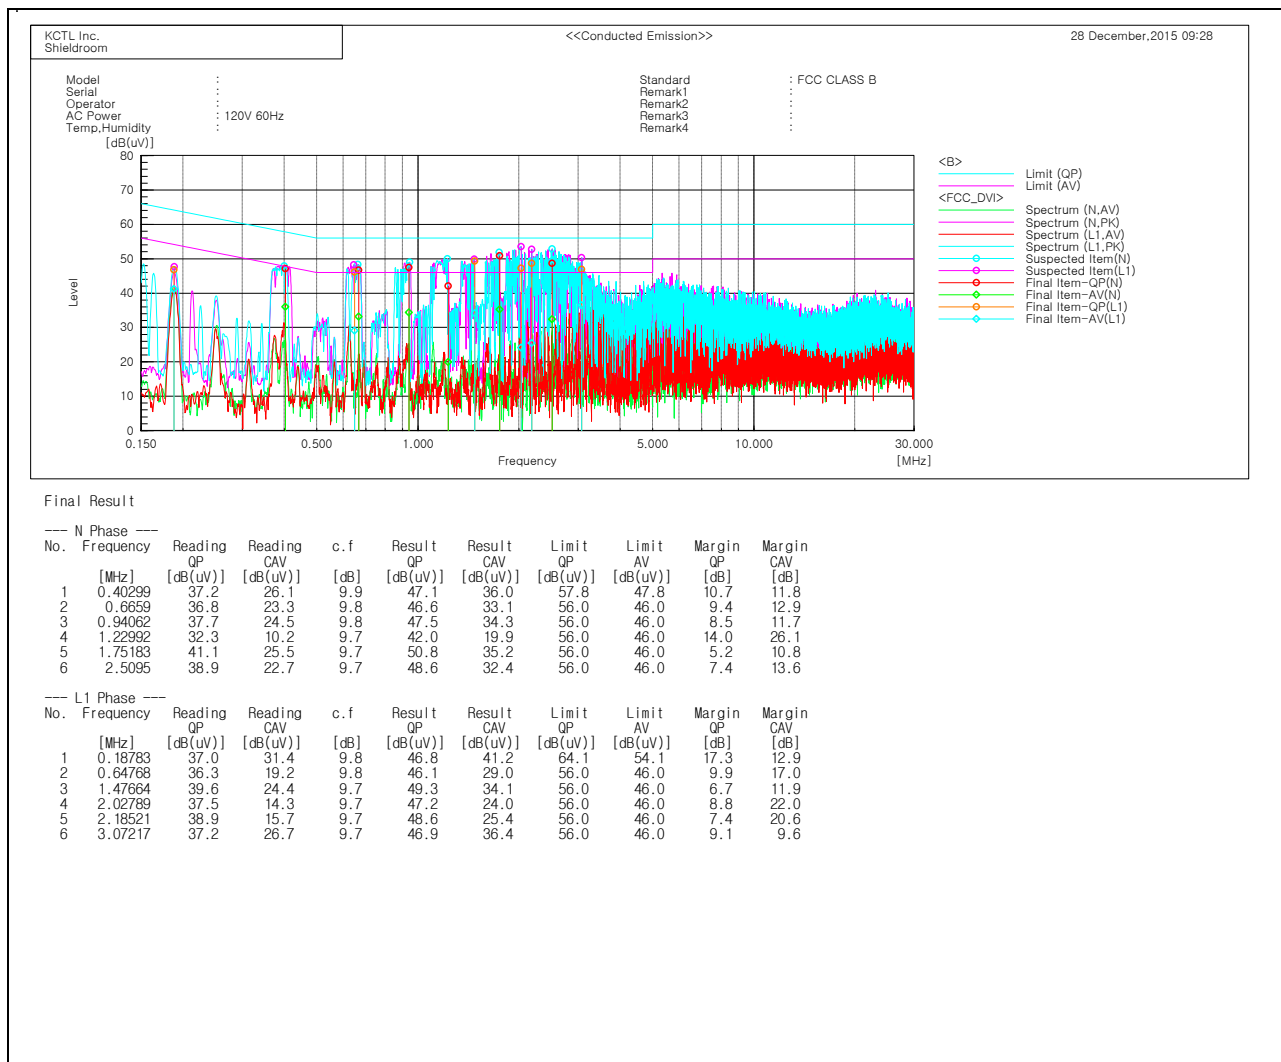 KCTL Inc.
Shieldroom
<<Conducted Emission>>
28 December,2015 09:28
Model :
Serial :
Operator :
AC Power : 120V 60Hz
Temp,Humidity :
Standard : FCC CLASS B
Remark1 :
Remark2 :
Remark3 :
Remark4 :
[dB(uV)]
80
70
60
50
40
30
20
10
0
Level
0.150 0.500 1.000 5.000 10.000 30.000
Frequency
[MHz]
<B>
Limit (QP)
Limit (AV)
<FCC_DVI>
Spectrum (N,AV)
Spectrum (N,PK)
Spectrum (L1,AV)
Spectrum (L1,PK)
Suspected Item(N)
Suspected Item(L1)
Final Item-QP(N)
Final Item-AV(N)
Final Item-QP(L1)
Final Item-AV(L1)
Final Result
--- N Phase ---
No. Frequency Reading Reading c.f Result Result Limit Limit Margin Margin
QP CAV QP CAV QP AV QP CAV
[MHz] [dB(uV)] [dB(uV)] [dB] [dB(uV)] [dB(uV)] [dB(uV)] [dB(uV)] [dB] [dB]
1 0.40299 37.2 26.1 9.9 47.1 36.0 57.8 47.8 10.7 11.8
2 0.6659 36.8 23.3 9.8 46.6 33.1 56.0 46.0 9.4 12.9
3 0.94062 37.7 24.5 9.8 47.5 34.3 56.0 46.0 8.5 11.7
4 1.22992 32.3 10.2 9.7 42.0 19.9 56.0 46.0 14.0 26.1
5 1.75183 41.1 25.5 9.7 50.8 35.2 56.0 46.0 5.2 10.8
6 2.5095 38.9 22.7 9.7 48.6 32.4 56.0 46.0 7.4 13.6
--- L1 Phase ---
No. Frequency Reading Reading c.f Result Result Limit Limit Margin Margin
QP CAV QP CAV QP AV QP CAV
[MHz] [dB(uV)] [dB(uV)] [dB] [dB(uV)] [dB(uV)] [dB(uV)] [dB(uV)] [dB] [dB]
1 0.18783 37.0 31.4 9.8 46.8 41.2 64.1 54.1 17.3 12.9
2 0.64768 36.3 19.2 9.8 46.1 29.0 56.0 46.0 9.9 17.0
3 1.47664 39.6 24.4 9.7 49.3 34.1 56.0 46.0 6.7 11.9
4 2.02789 37.5 14.3 9.7 47.2 24.0 56.0 46.0 8.8 22.0
5 2.18521 38.9 15.7 9.7 48.6 25.4 56.0 46.0 7.4 20.6
6 3.07217 37.2 26.7 9.7 46.9 36.4 56.0 46.0 9.1 9.6